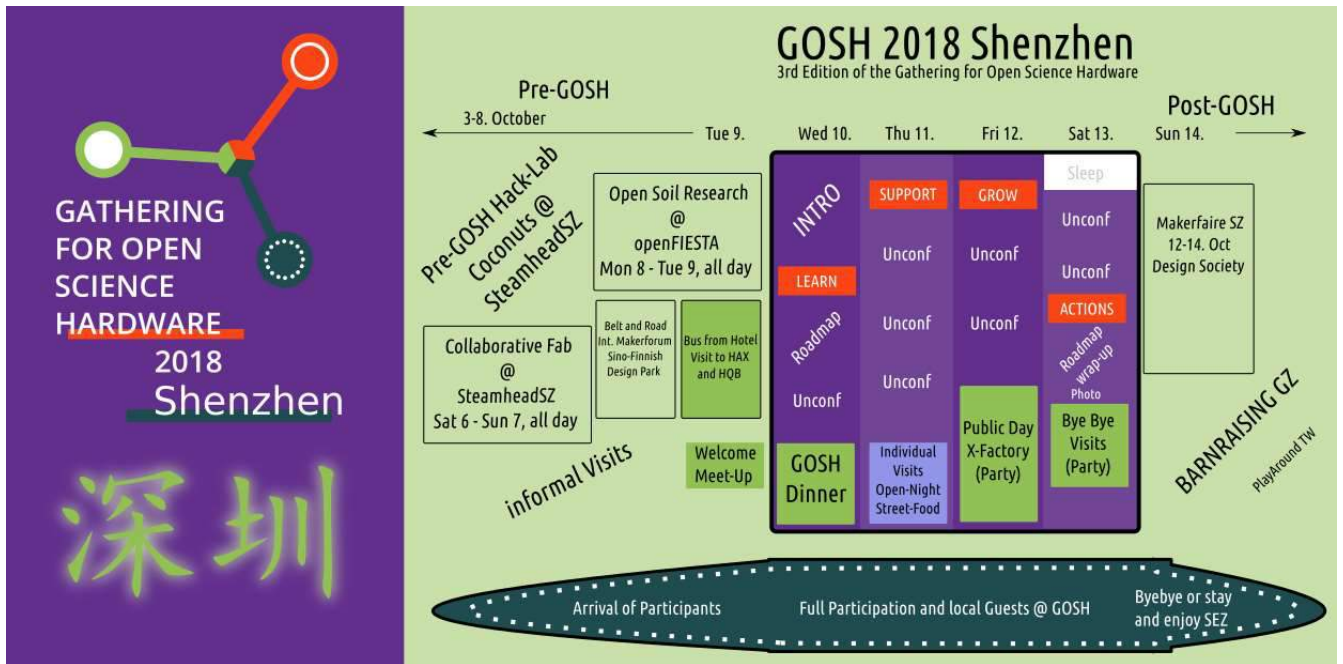 GATHERING
FOR OPEN
SCIENCE
HARDWARE
2018
Shenzhen
深圳
GOSH 2018 Shenzhen
3rd Edition of the Gathering for Open Science Hardware
Pre-GOSH
3-8. October
Post-GOSH
Tue 9.
Wed 10.
Thu 11.
Fri 12.
Sat 13.
Sun 14.
Pre-GOSH Hack-Lab
Coconuts @
SteamheadSZ
Open Soil Research
@
openFIESTA
Mon 8 - Tue 9, all day
Collaborative Fab
@
SteamheadSZ
Sat 6 - Sun 7, all day
Belt and Road
Int. Makerforum
Sino-Finnish
Design Park
Bus from Hotel
Visit to HAX
and HQB
informal Visits
Welcome
Meet-Up
INTRO
LEARN
Roadmap
Unconf
GOSH
Dinner
SUPPORT
Unconf
Unconf
Unconf
Individual
Visits
Open-Night
Street-Food
GROW
Unconf
Unconf
Public Day
X-Factory
(Party)
Sleep
Unconf
Unconf
ACTIONS
Roadmap
wrap-up
Photo
Bye Bye
Visits
(Party)
Makerfaire SZ
12-14. Oct
Design Society
BARNRAISING GZ
PlayAround TW
Arrival of Participants
Full Participation and local Guests @ GOSH
Byebye or stay
and enjoy SEZ